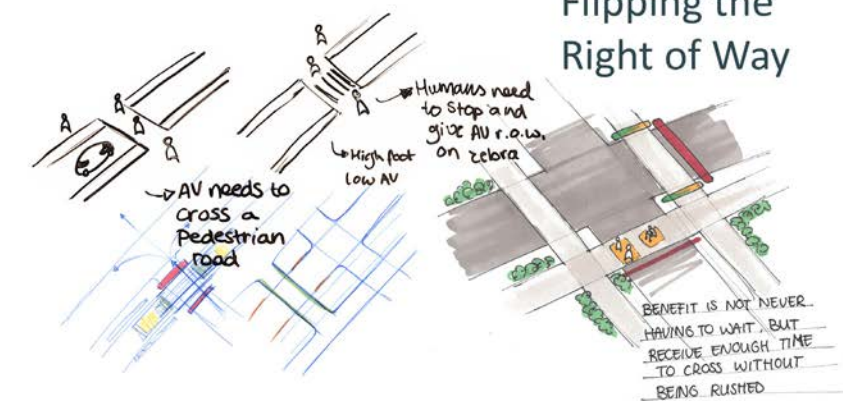 Flipping the
Right of Way
Humans need
to stop and
give AV r.o.w.
on zebra
High foot
low AV
AV needs to
cross a
Pedestrian
road
BENEFIT IS NOT NEVER
HAVING TO WAIT, BUT
RECEIVE ENOUGH TIME
TO CROSS WITHOUT
BEING RUSHED